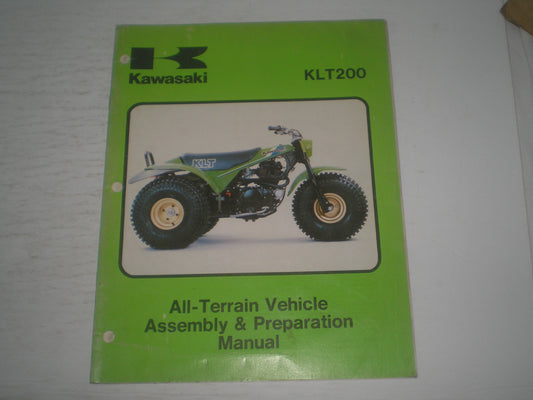 Kawasaki
KLT200
KLT
All-Terrain Vehicle
Assembly & Preparation
Manual